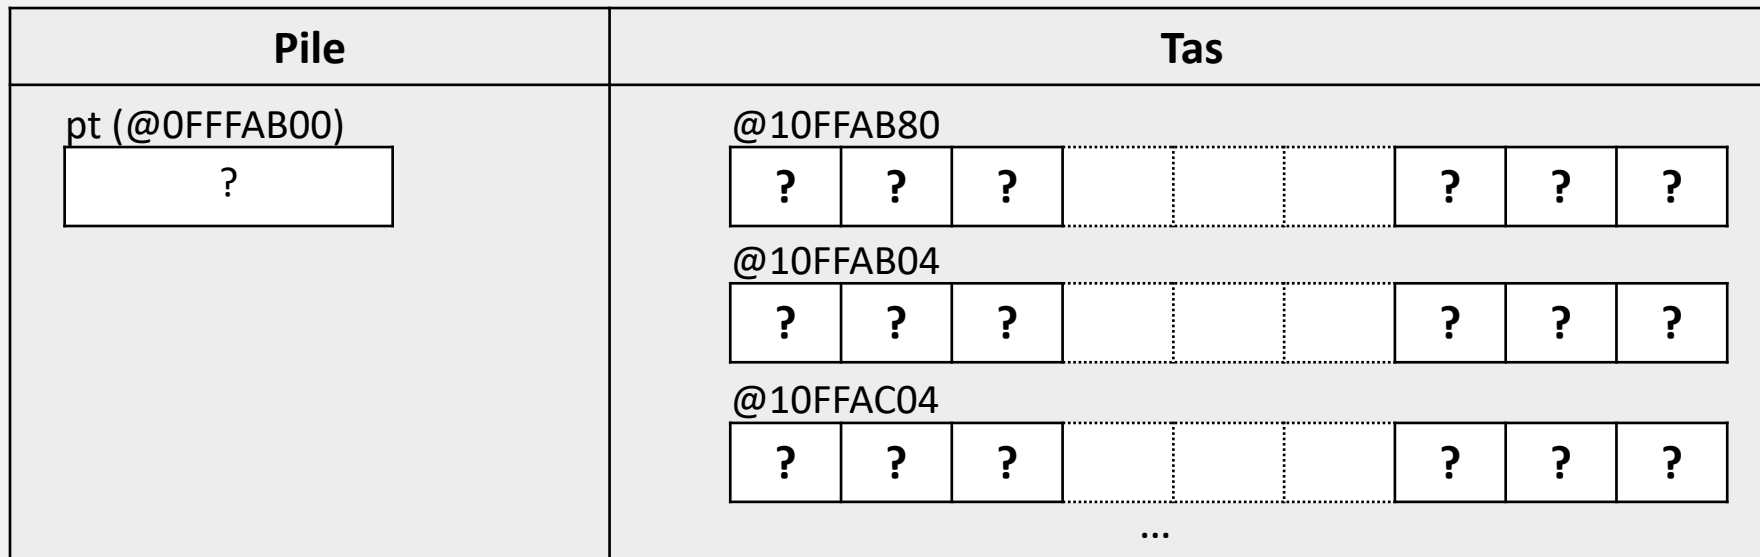 Pile Tas
pt (@0FFFAB00) @10FFAB80
? ? ? ? ? ? ?
@10FFAB04
? ? ? ? ? ?
@10FFAC04
? ? ? ? ? ?
...